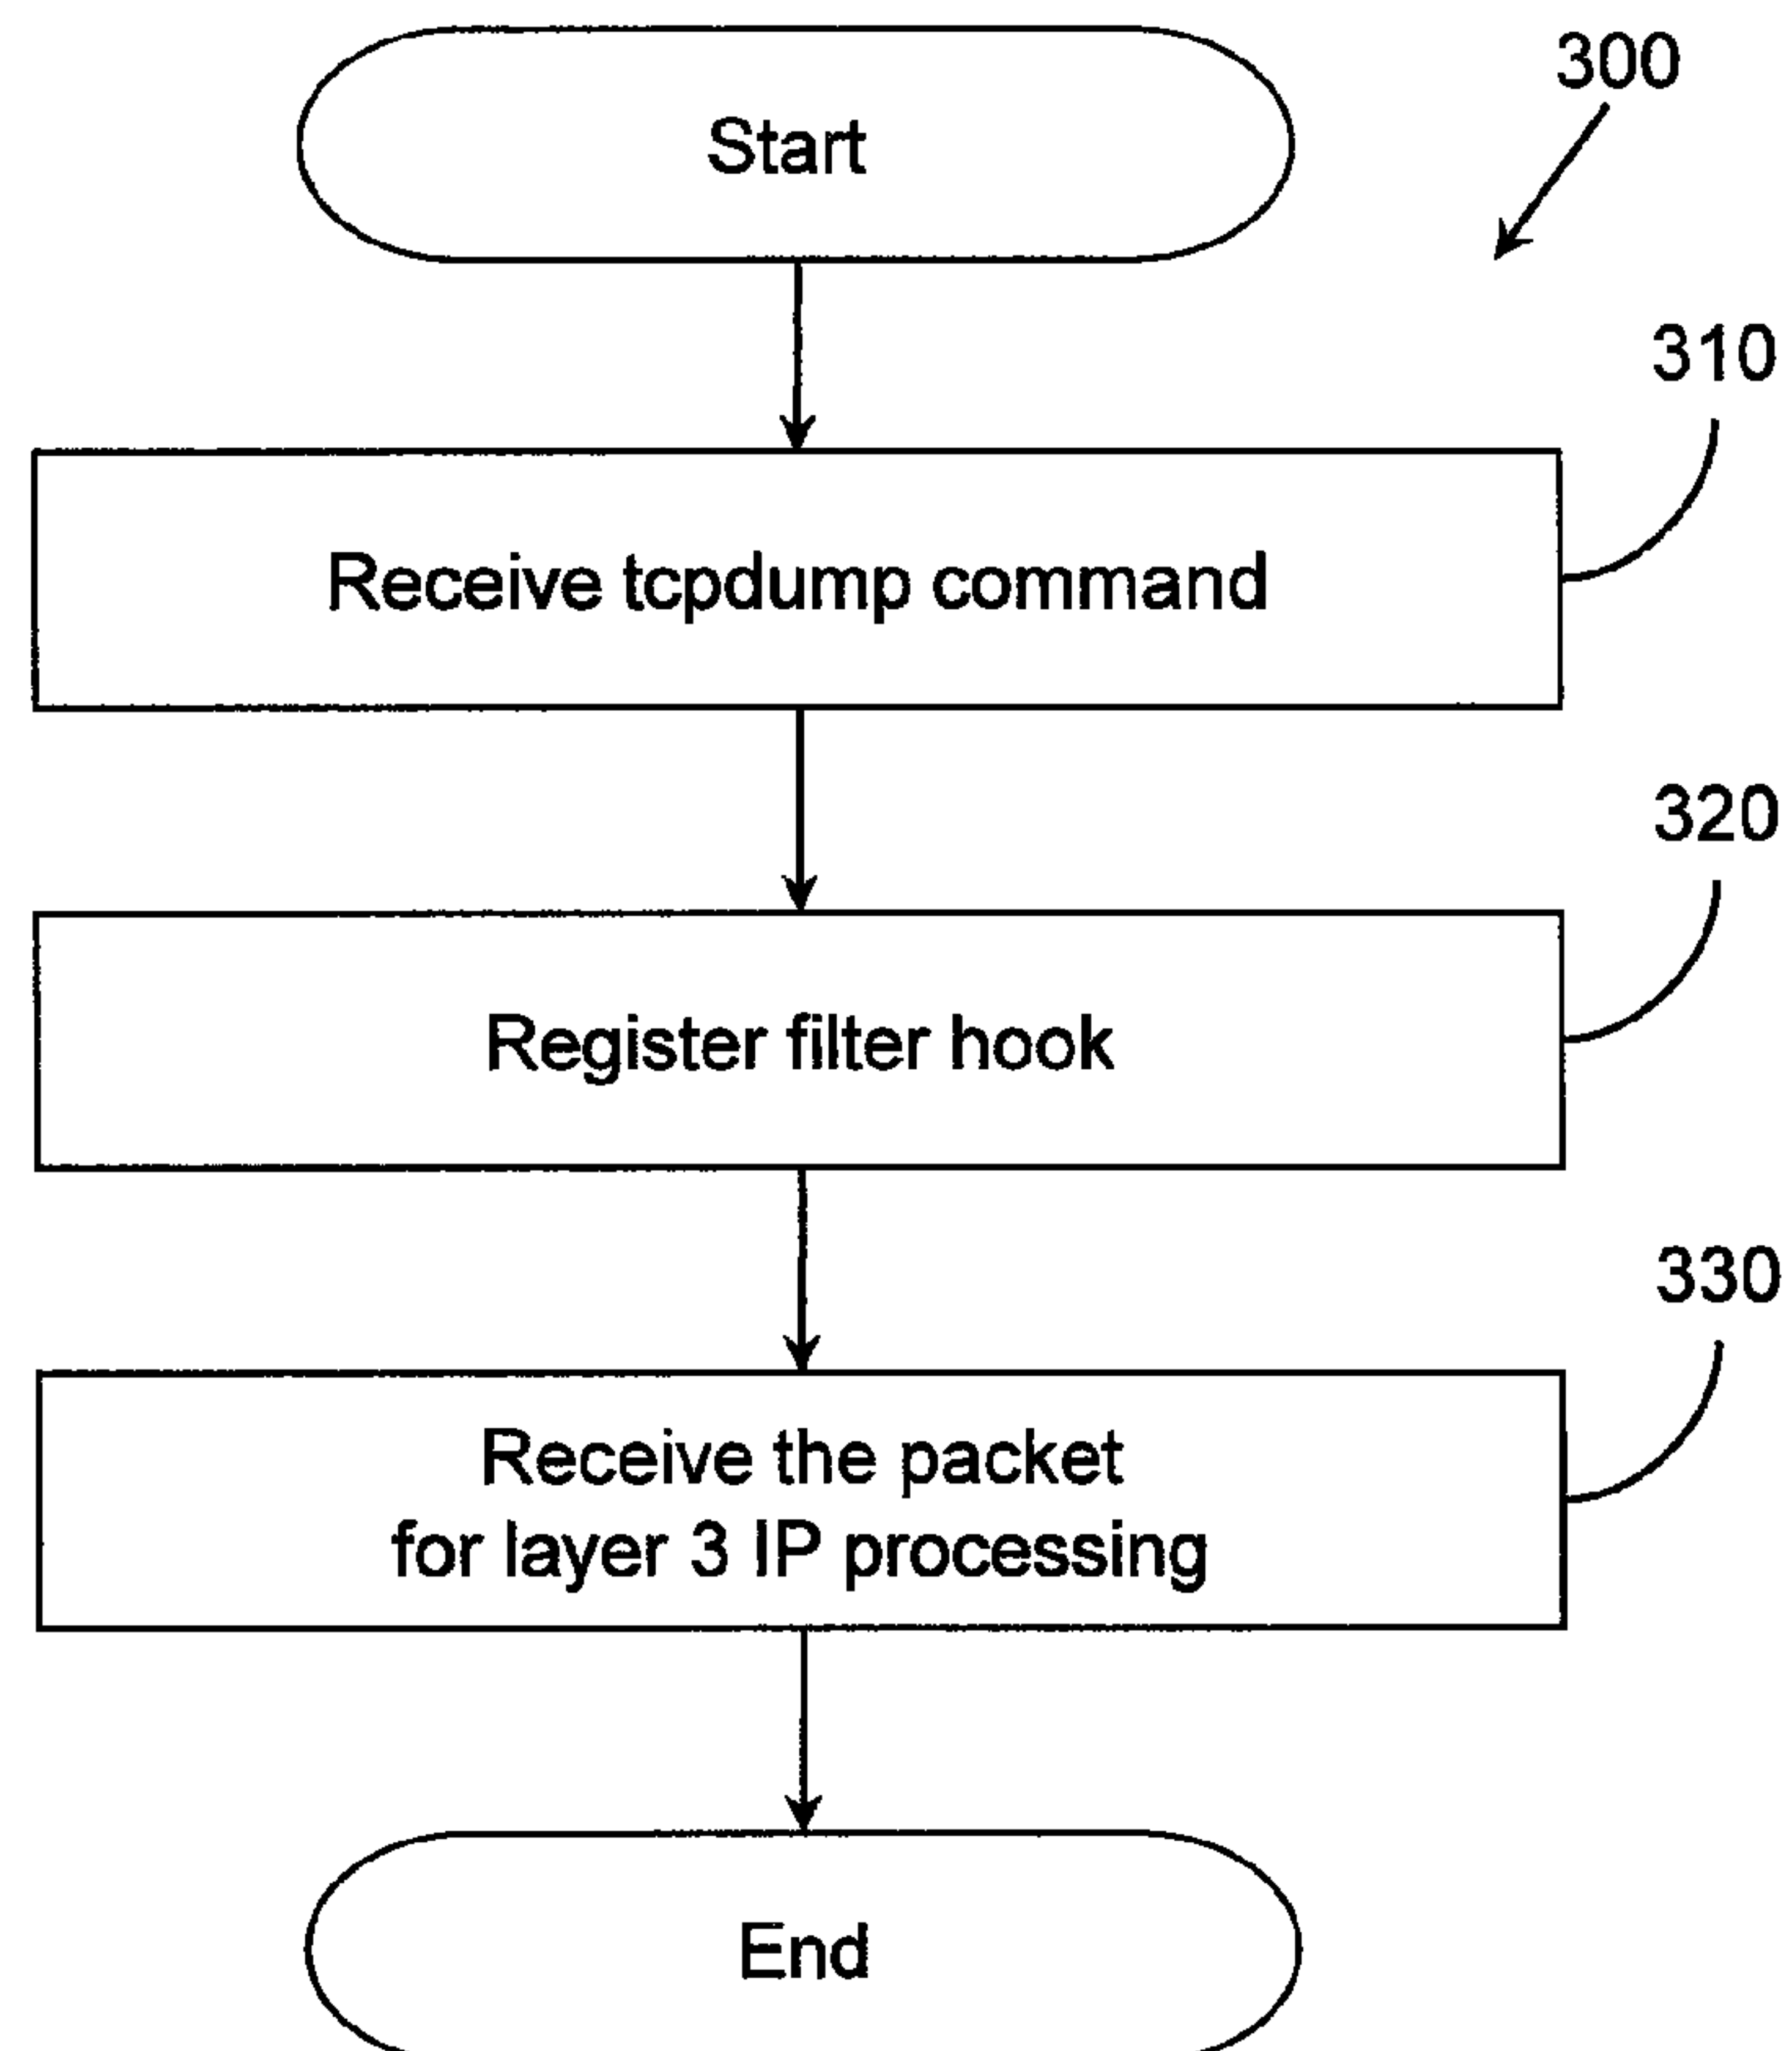 Start
300
310
Receive tcpdump command
320
Register filter hook
330
Receive the packet
for layer 3 IP processing
End